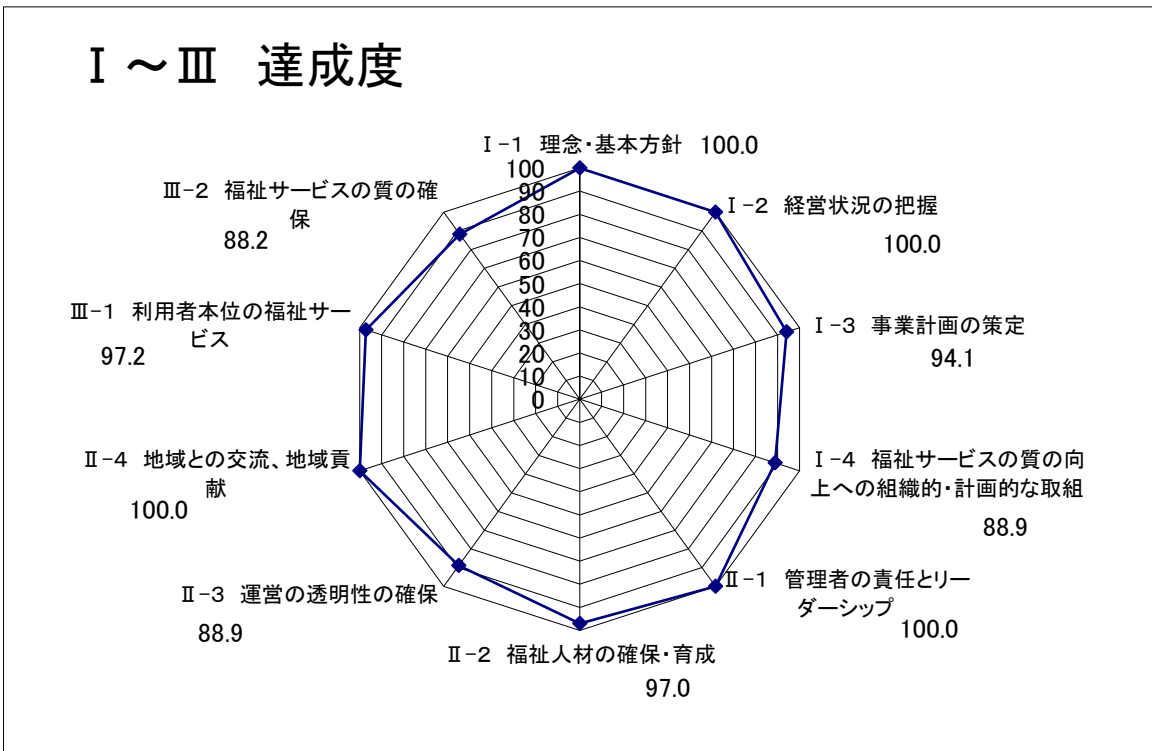 Ⅰ～Ⅲ 達成度
Ⅰ-1 理念・基本方針 100.0
Ⅰ-2 経営状況の把握
100.0
Ⅰ-3 事業計画の策定
94.1
Ⅰ-4 福祉サービスの質の向
上への組織的・計画的な取組
88.9
Ⅱ-1 管理者の責任とリー
ダーシップ
100.0
Ⅱ-2 福祉人材の確保・育成
97.0
Ⅱ-3 運営の透明性の確保
88.9
Ⅱ-4 地域との交流、地域貢
献
100.0
Ⅲ-1 利用者本位の福祉サー
ビス
97.2
Ⅲ-2 福祉サービスの質の確
保
88.2
100
90
80
70
60
50
40
30
20
10
0